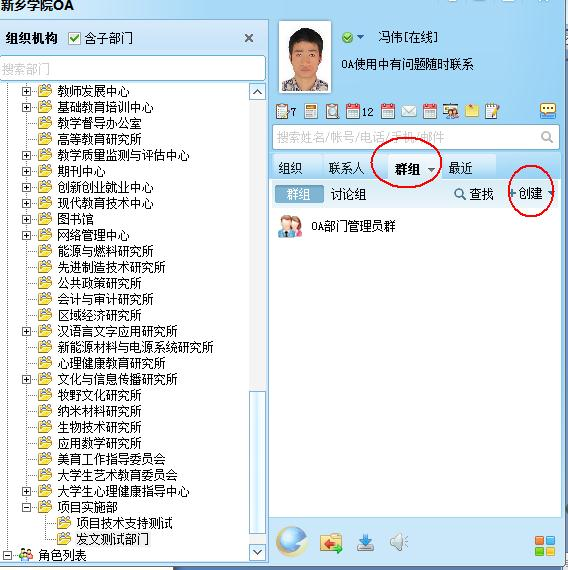 新乡学院OA
组织机构 含子部门
搜索部门
教师发展中心
基础教育培训中心
教学督导办公室
高等教育研究所
教学质量监测与评估中心
期刊中心
创新创业就业中心
现代教育技术中心
图书馆
网络管理中心
能源与燃料研究所
先进制造技术研究所
公共政策研究所
会计与审计研究所
区域经济研究所
汉语言文字应用研究所
新能源材料与电源系统研究所
心理健康教育研究所
文化与信息传播研究所
牧野文化研究所
纳米材料研究所
生物技术研究所
应用数学研究所
美育工作指导委员会
大学生艺术教育委员会
大学生心理健康指导中心
项目实施部
项目技术支持测试
发文测试部门
角色列表
冯伟[在线]
OA使用中有问题随时联系
7 12
搜索姓名/帐号/电话/手机/邮件
组织 联系人 群组 最近
群组 讨论组 查找 创建
OA部门管理员群